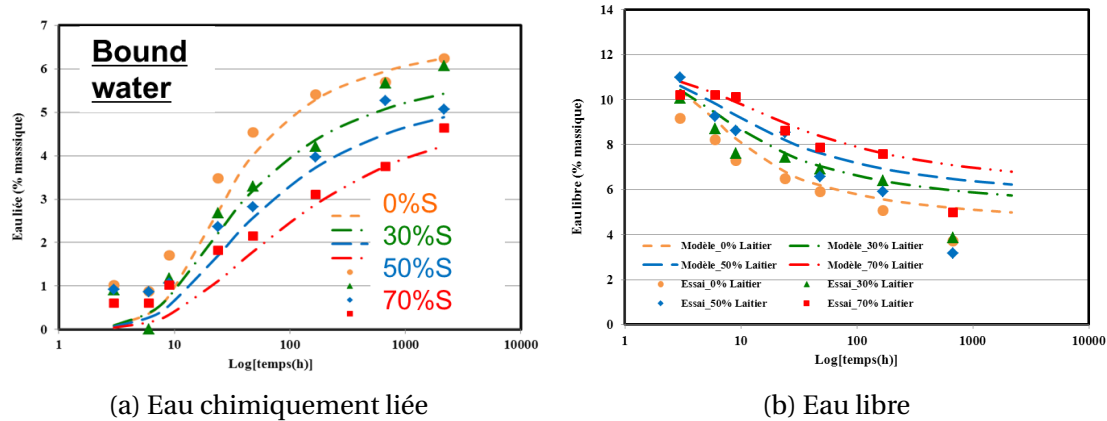 Bound
water
Eau liée (% masssique)
7
6
5
4
3
2
1
0
0%S
30%S
50%S
70%S
1
10
100
1000
10000
Log[temps(h)]
(a) Eau chimiquement liée
Eau libre (% massique)
14
12
10
8
6
4
2
0
Modèle_0% Laitier
Modèle_30% Laitier
Modèle_50% Laitier
Modèle_70% Laitier
Essai_0% Laitier
Essai_30% Laitier
Essai_50% Laitier
Essai_70% Laitier
1
10
100
1000
10000
Log[temps(h)]
(b) Eau libre